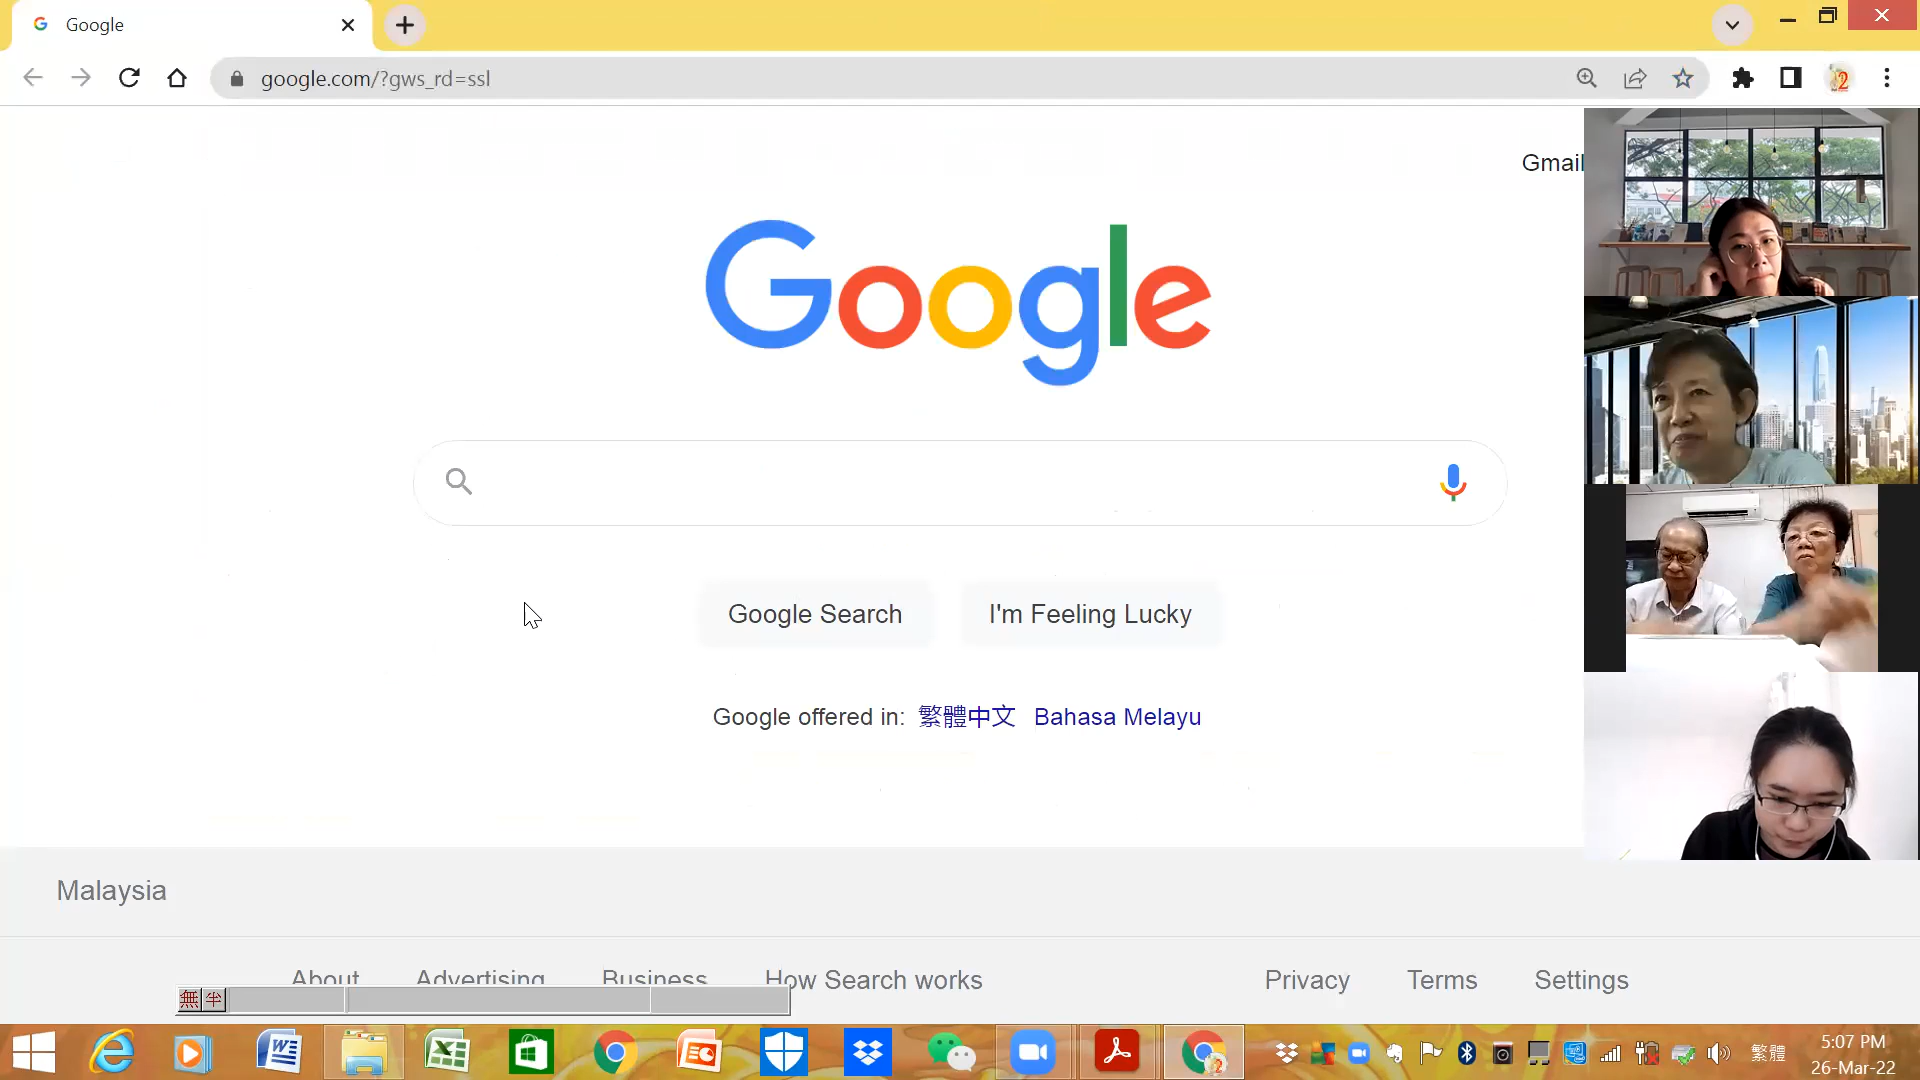 Google
google.com/?gws_rd=ssl
Gmail
Google
Google Search
I'm Feeling Lucky
Google offered in: 繁體中文 Bahasa Melayu
Malaysia
About Advertising Business How Search works
Privacy Terms Settings
無 半
繁體
5:07 PM
26-Mar-22